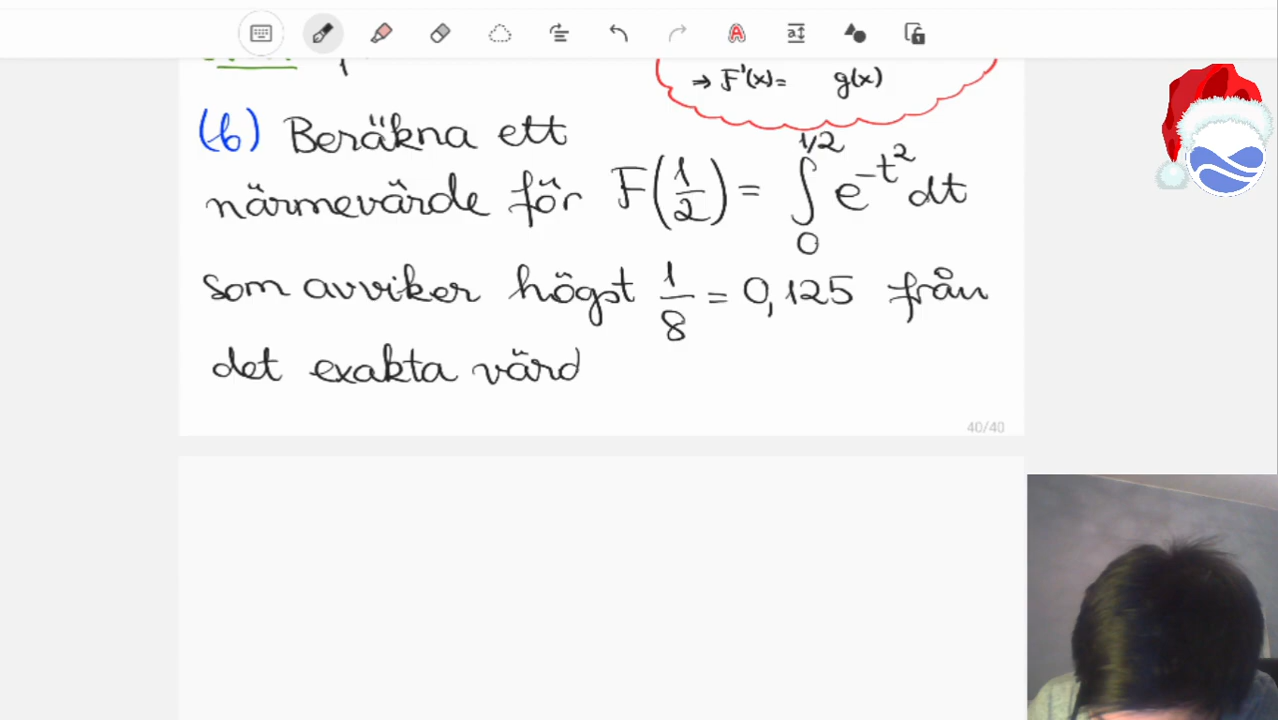 → F'(x)= g(x)
(b) Beräkna ett
närmevärde för F(1/2) = ∫₀^{1/2} e^{-t²} dt
som avviker högst 1/8 = 0,125 från
det exakta värd
40/40